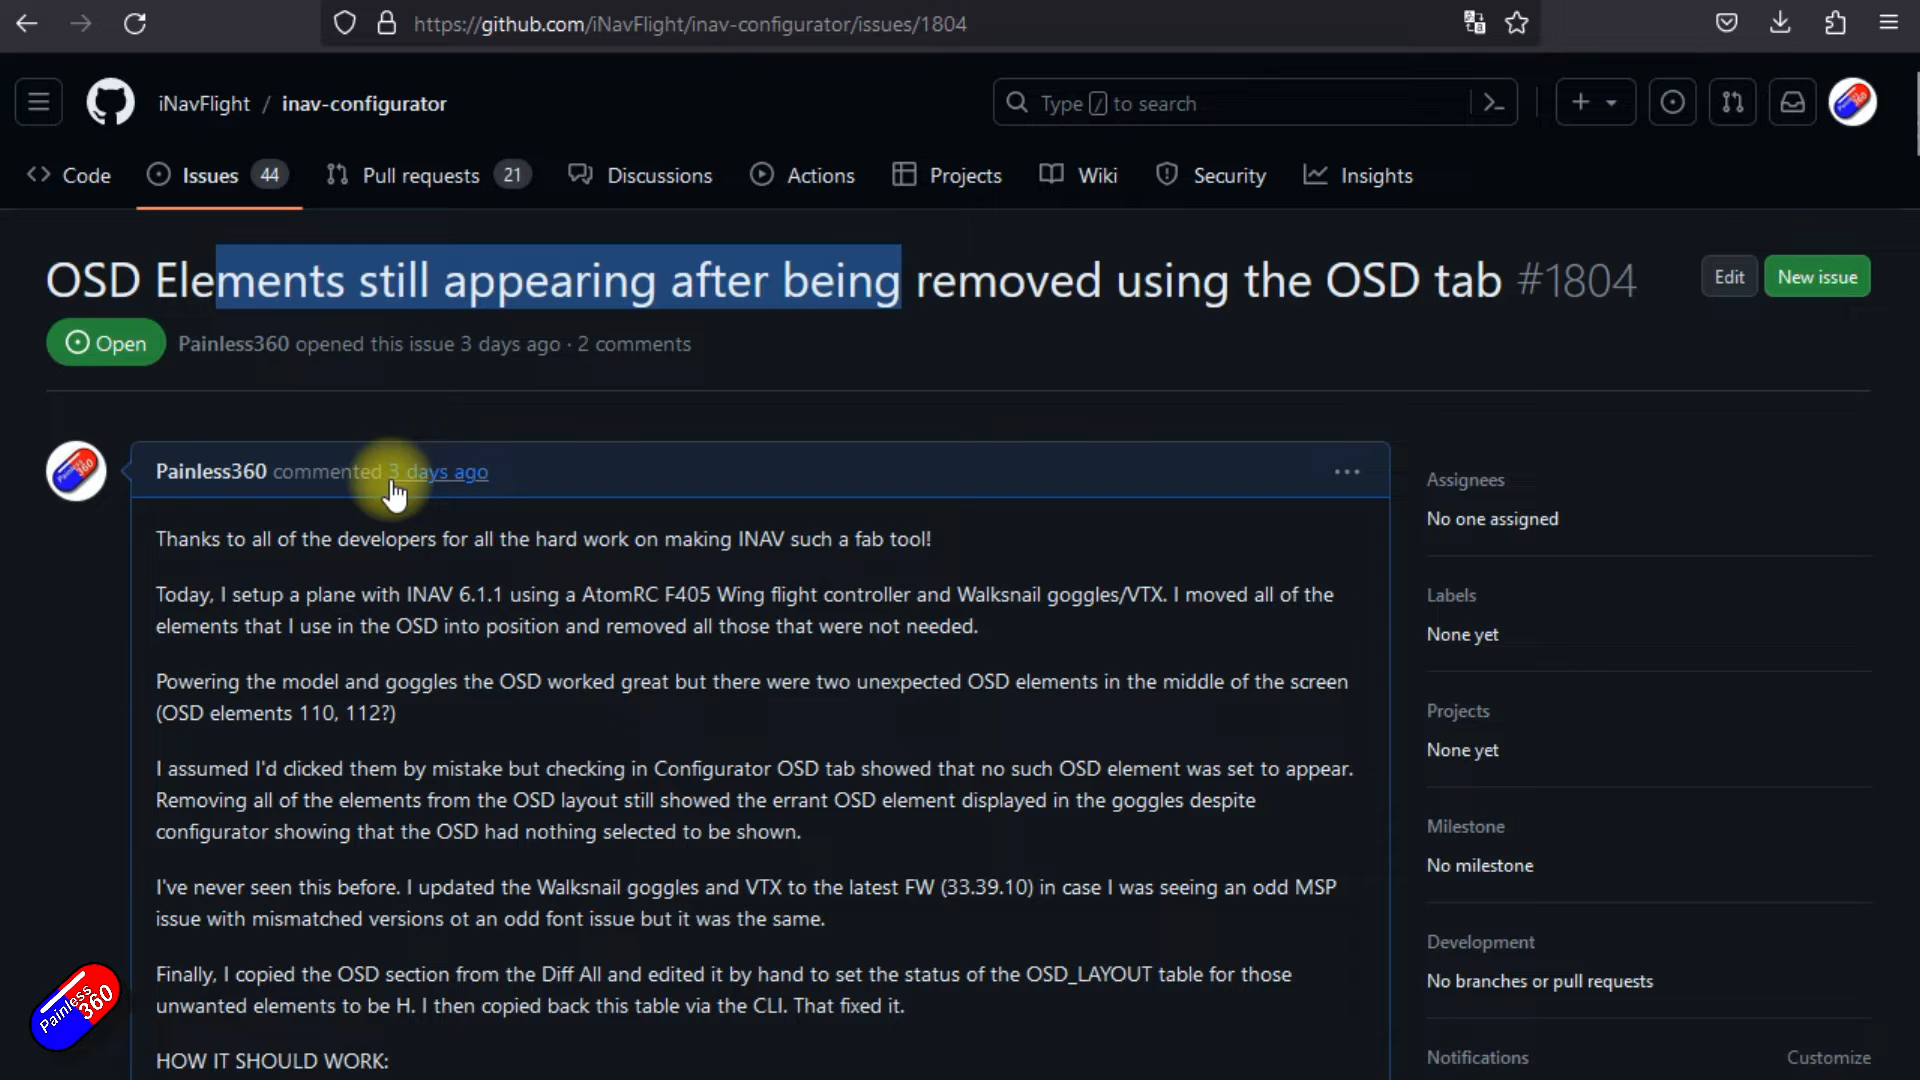 https://github.com/iNavFlight/inav-configurator/issues/1804
iNavFlight / inav-configurator
Type / to search
Code
Issues 44
Pull requests 21
Discussions
Actions
Projects
Wiki
Security
Insights
OSD Elements still appearing after being removed using the OSD tab #1804
Edit
New issue
Open
Painless360 opened this issue 3 days ago · 2 comments
Painless360 commented 3 days ago
Thanks to all of the developers for all the hard work on making INAV such a fab tool!
Today, I setup a plane with INAV 6.1.1 using a AtomRC F405 Wing flight controller and Walksnail goggles/VTX. I moved all of the
elements that I use in the OSD into position and removed all those that were not needed.
Powering the model and goggles the OSD worked great but there were two unexpected OSD elements in the middle of the screen
(OSD elements 110, 112?)
I assumed I'd clicked them by mistake but checking in Configurator OSD tab showed that no such OSD element was set to appear.
Removing all of the elements from the OSD layout still showed the errant OSD element displayed in the goggles despite
configurator showing that the OSD had nothing selected to be shown.
I've never seen this before. I updated the Walksnail goggles and VTX to the latest FW (33.39.10) in case I was seeing an odd MSP
issue with mismatched versions ot an odd font issue but it was the same.
Finally, I copied the OSD section from the Diff All and edited it by hand to set the status of the OSD_LAYOUT table for those
unwanted elements to be H. I then copied back this table via the CLI. That fixed it.
HOW IT SHOULD WORK:
Assignees
No one assigned
Labels
None yet
Projects
None yet
Milestone
No milestone
Development
No branches or pull requests
Notifications
Customize
Painless
360